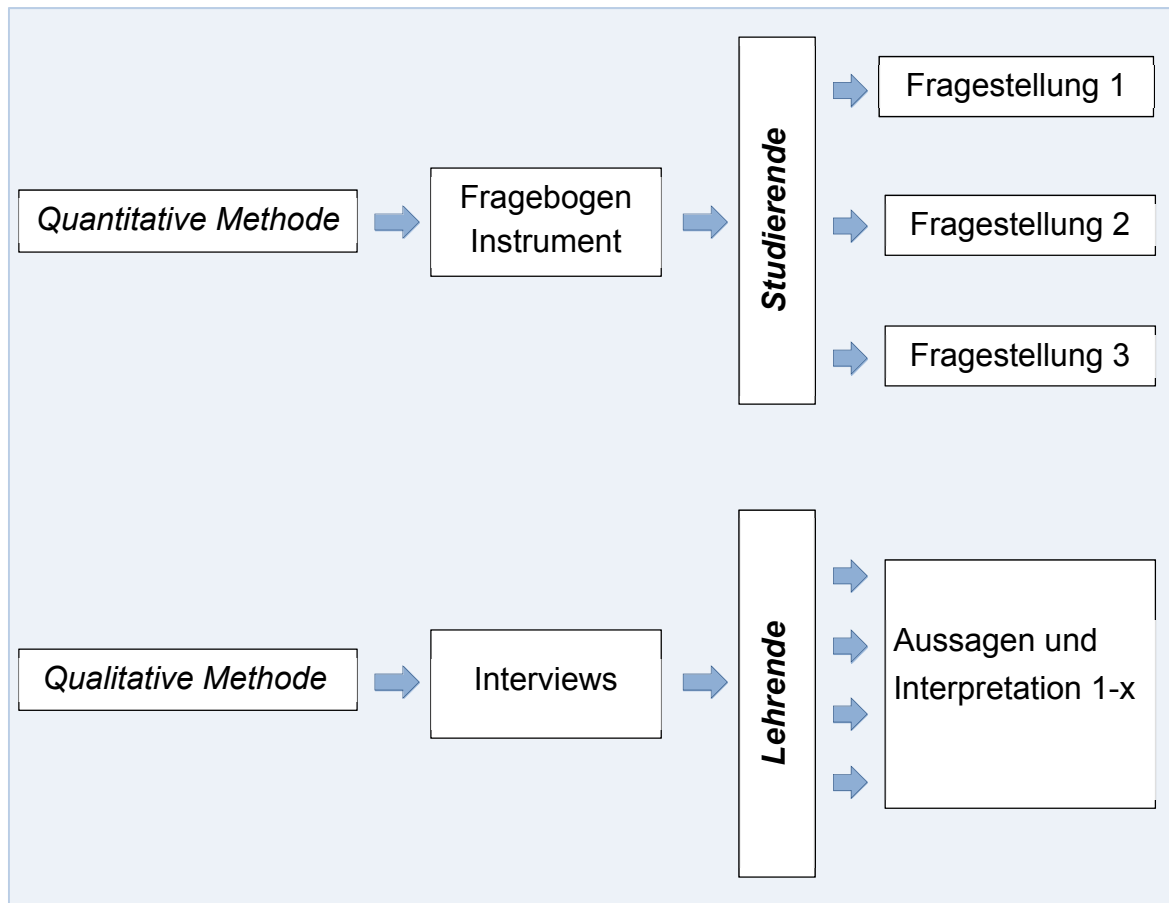 Quantitative Methode
Fragebogen
Instrument
Studierende
Fragestellung 1
Fragestellung 2
Fragestellung 3
Qualitative Methode
Interviews
Lehrende
Aussagen und
Interpretation 1-x